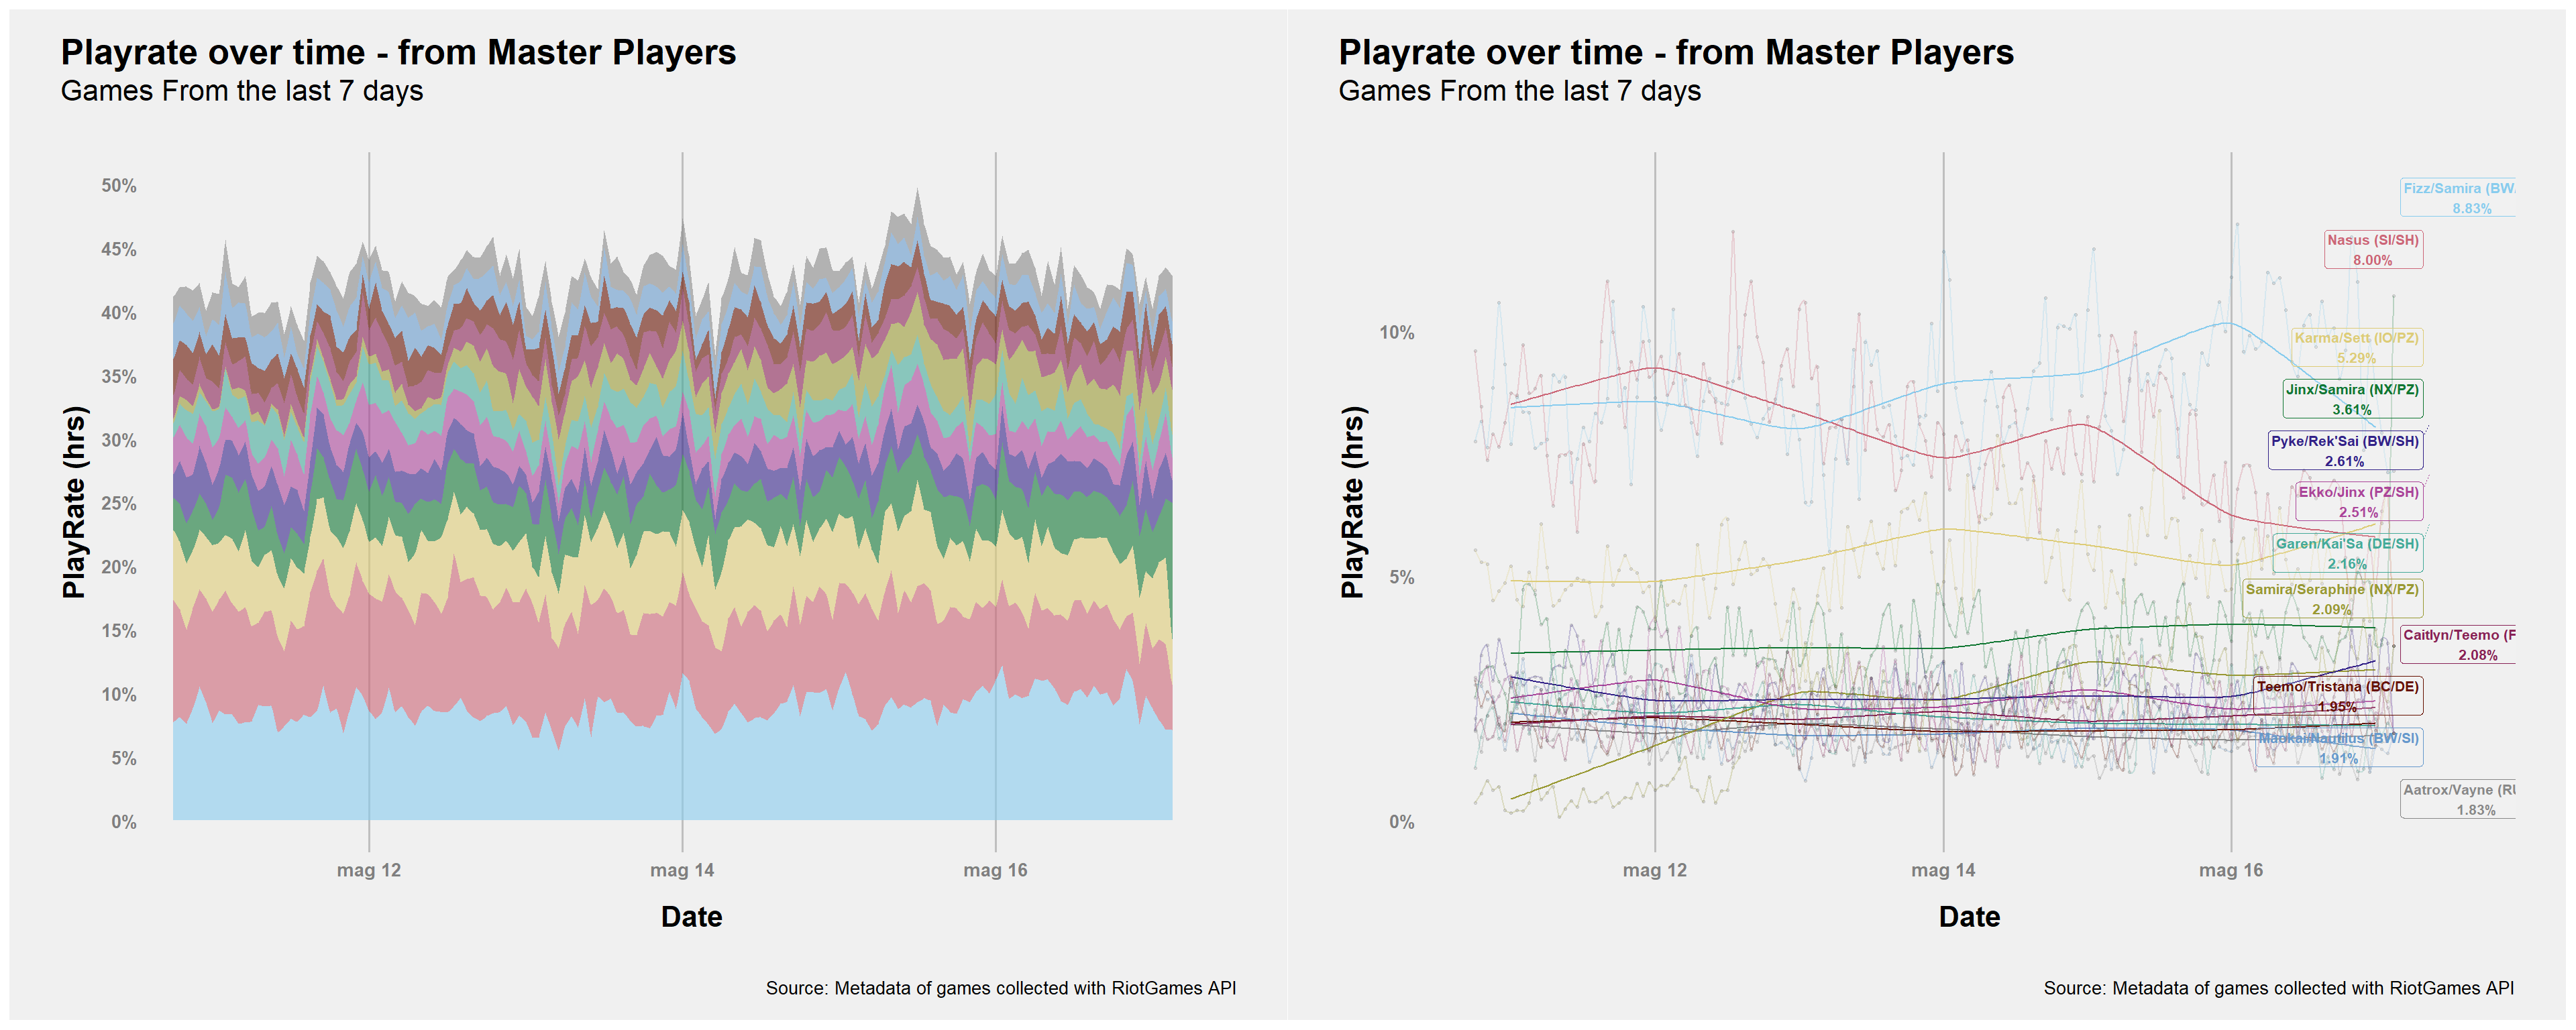 Playrate over time - from Master Players
Games From the last 7 days
PlayRate (hrs)
50%
45%
40%
35%
30%
25%
20%
15%
10%
5%
0%
mag 12
mag 14
mag 16
Date
Source: Metadata of games collected with RiotGames API
Playrate over time - from Master Players
Games From the last 7 days
PlayRate (hrs)
10%
5%
0%
mag 12
mag 14
mag 16
Date
Fizz/Samira (BW/
8.83%
Nasus (SI/SH)
8.00%
Karma/Sett (IO/PZ)
5.29%
Jinx/Samira (NX/PZ)
3.61%
Pyke/Rek'Sai (BW/SH)
2.61%
Ekko/Jinx (PZ/SH)
2.51%
Garen/Kai'Sa (DE/SH)
2.16%
Samira/Seraphine (NX/PZ)
2.09%
Caitlyn/Teemo (
2.08%
Teemo/Tristana (BC/DE)
1.95%
Maokai/Nautilus (BW/SI)
1.91%
Aatrox/Vayne (RU
1.83%
Source: Metadata of games collected with RiotGames API